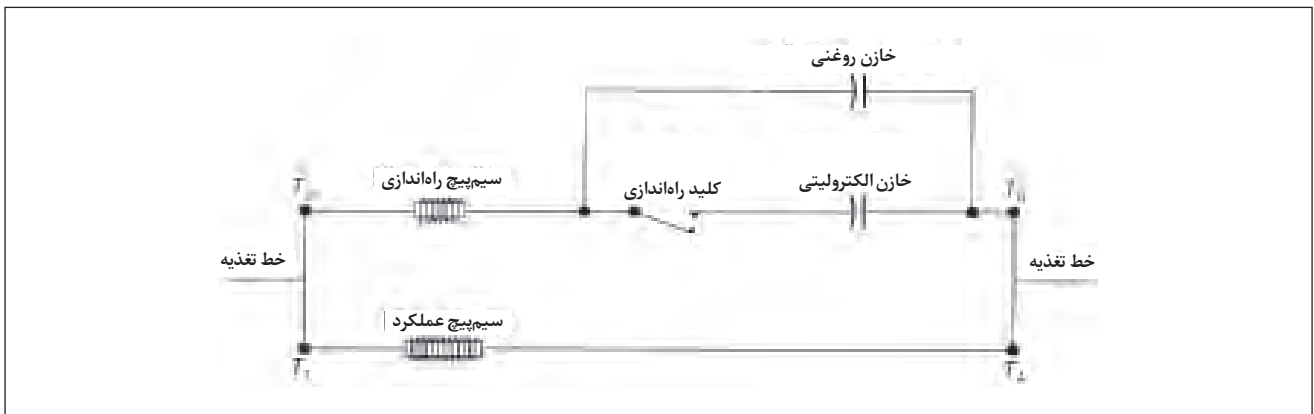 خازن روغنی
سیم‌پیچ راه‌اندازی
کلید راه‌اندازی
خازن الکترولیتی
خط تغذیه
خط تغذیه
سیم‌پیچ عملکرد